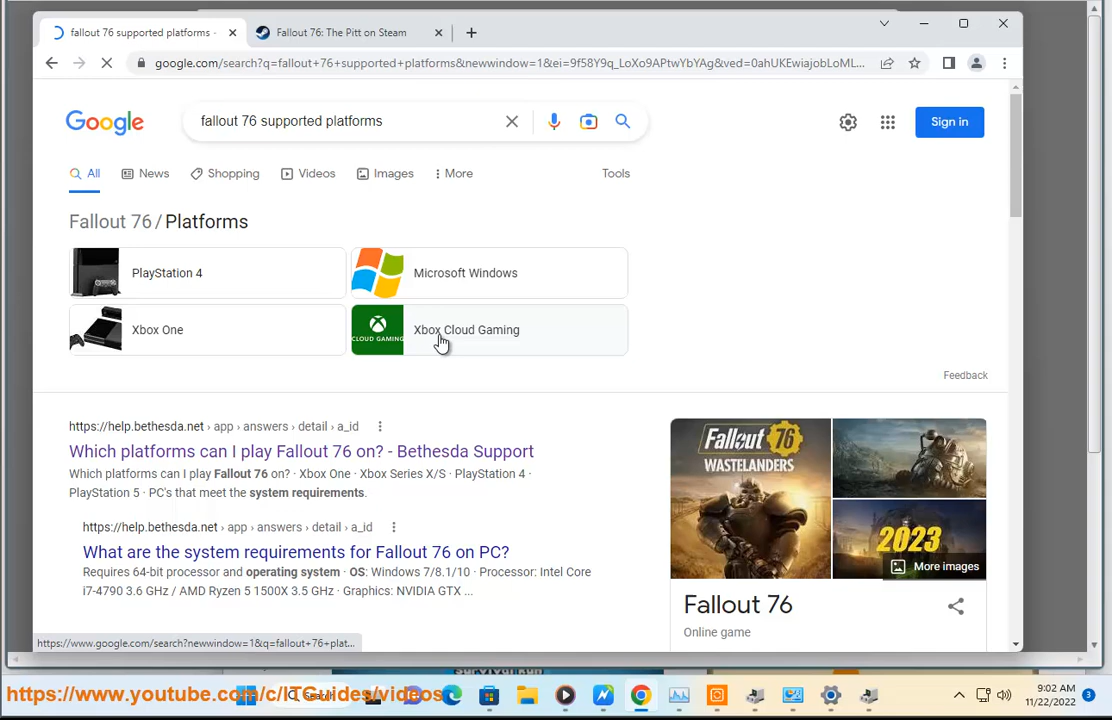 fallout 76 supported platforms -
Fallout 76: The Pitt on Steam
google.com/search?q=fallout+76+supported+platforms&newwindow=1&ei=9f58Y9q_LoXo9APtwYbYAg&ved=0ahUKEwiajobLoML...
Google
fallout 76 supported platforms
Sign in
All
News
Shopping
Videos
Images
More
Tools
Fallout 76 / Platforms
PlayStation 4
Microsoft Windows
Xbox One
CLOUD GAMING
Xbox Cloud Gaming
Feedback
https://help.bethesda.net › app › answers › detail › a_id
Which platforms can I play Fallout 76 on? - Bethesda Support
Which platforms can I play Fallout 76 on? · Xbox One · Xbox Series X/S · PlayStation 4 ·
PlayStation 5 · PC's that meet the system requirements.
https://help.bethesda.net › app › answers › detail › a_id
What are the system requirements for Fallout 76 on PC?
Requires 64-bit processor and operating system · OS: Windows 7/8.1/10 · Processor: Intel Core
i7-4790 3.6 GHz / AMD Ryzen 5 1500X 3.5 GHz · Graphics: NVIDIA GTX ...
Fallout 76
WASTELANDERS
2023
More images
Fallout 76
Online game
https://www.google.com/search?newwindow=1&q=fallout+76+plat...
https://www.youtube.com/c/ITGuides/videos
Search
9:02 AM
11/22/2022
3